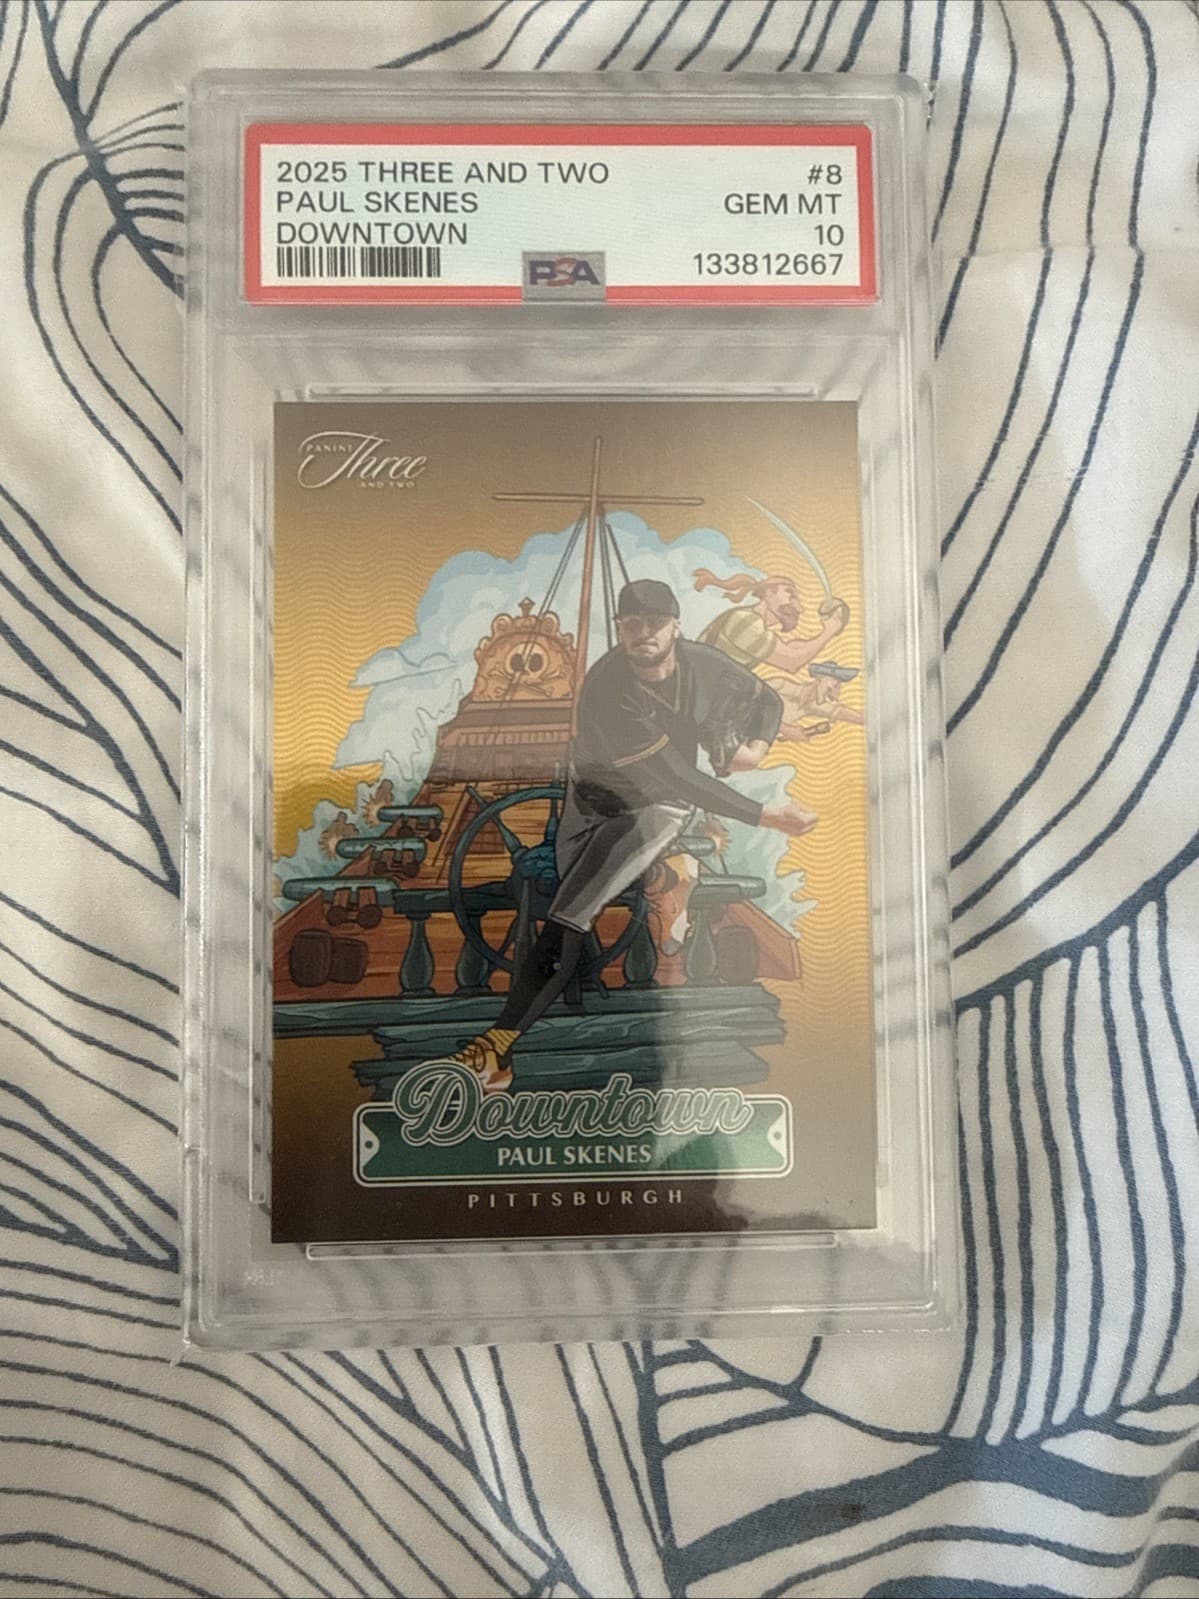 2025 THREE AND TWO #8
PAUL SKENES GEM MT
DOWNTOWN 10
PSA 133812667
PANINI
Three
AND TWO
Downtown
PAUL SKENES
PITTSBURGH